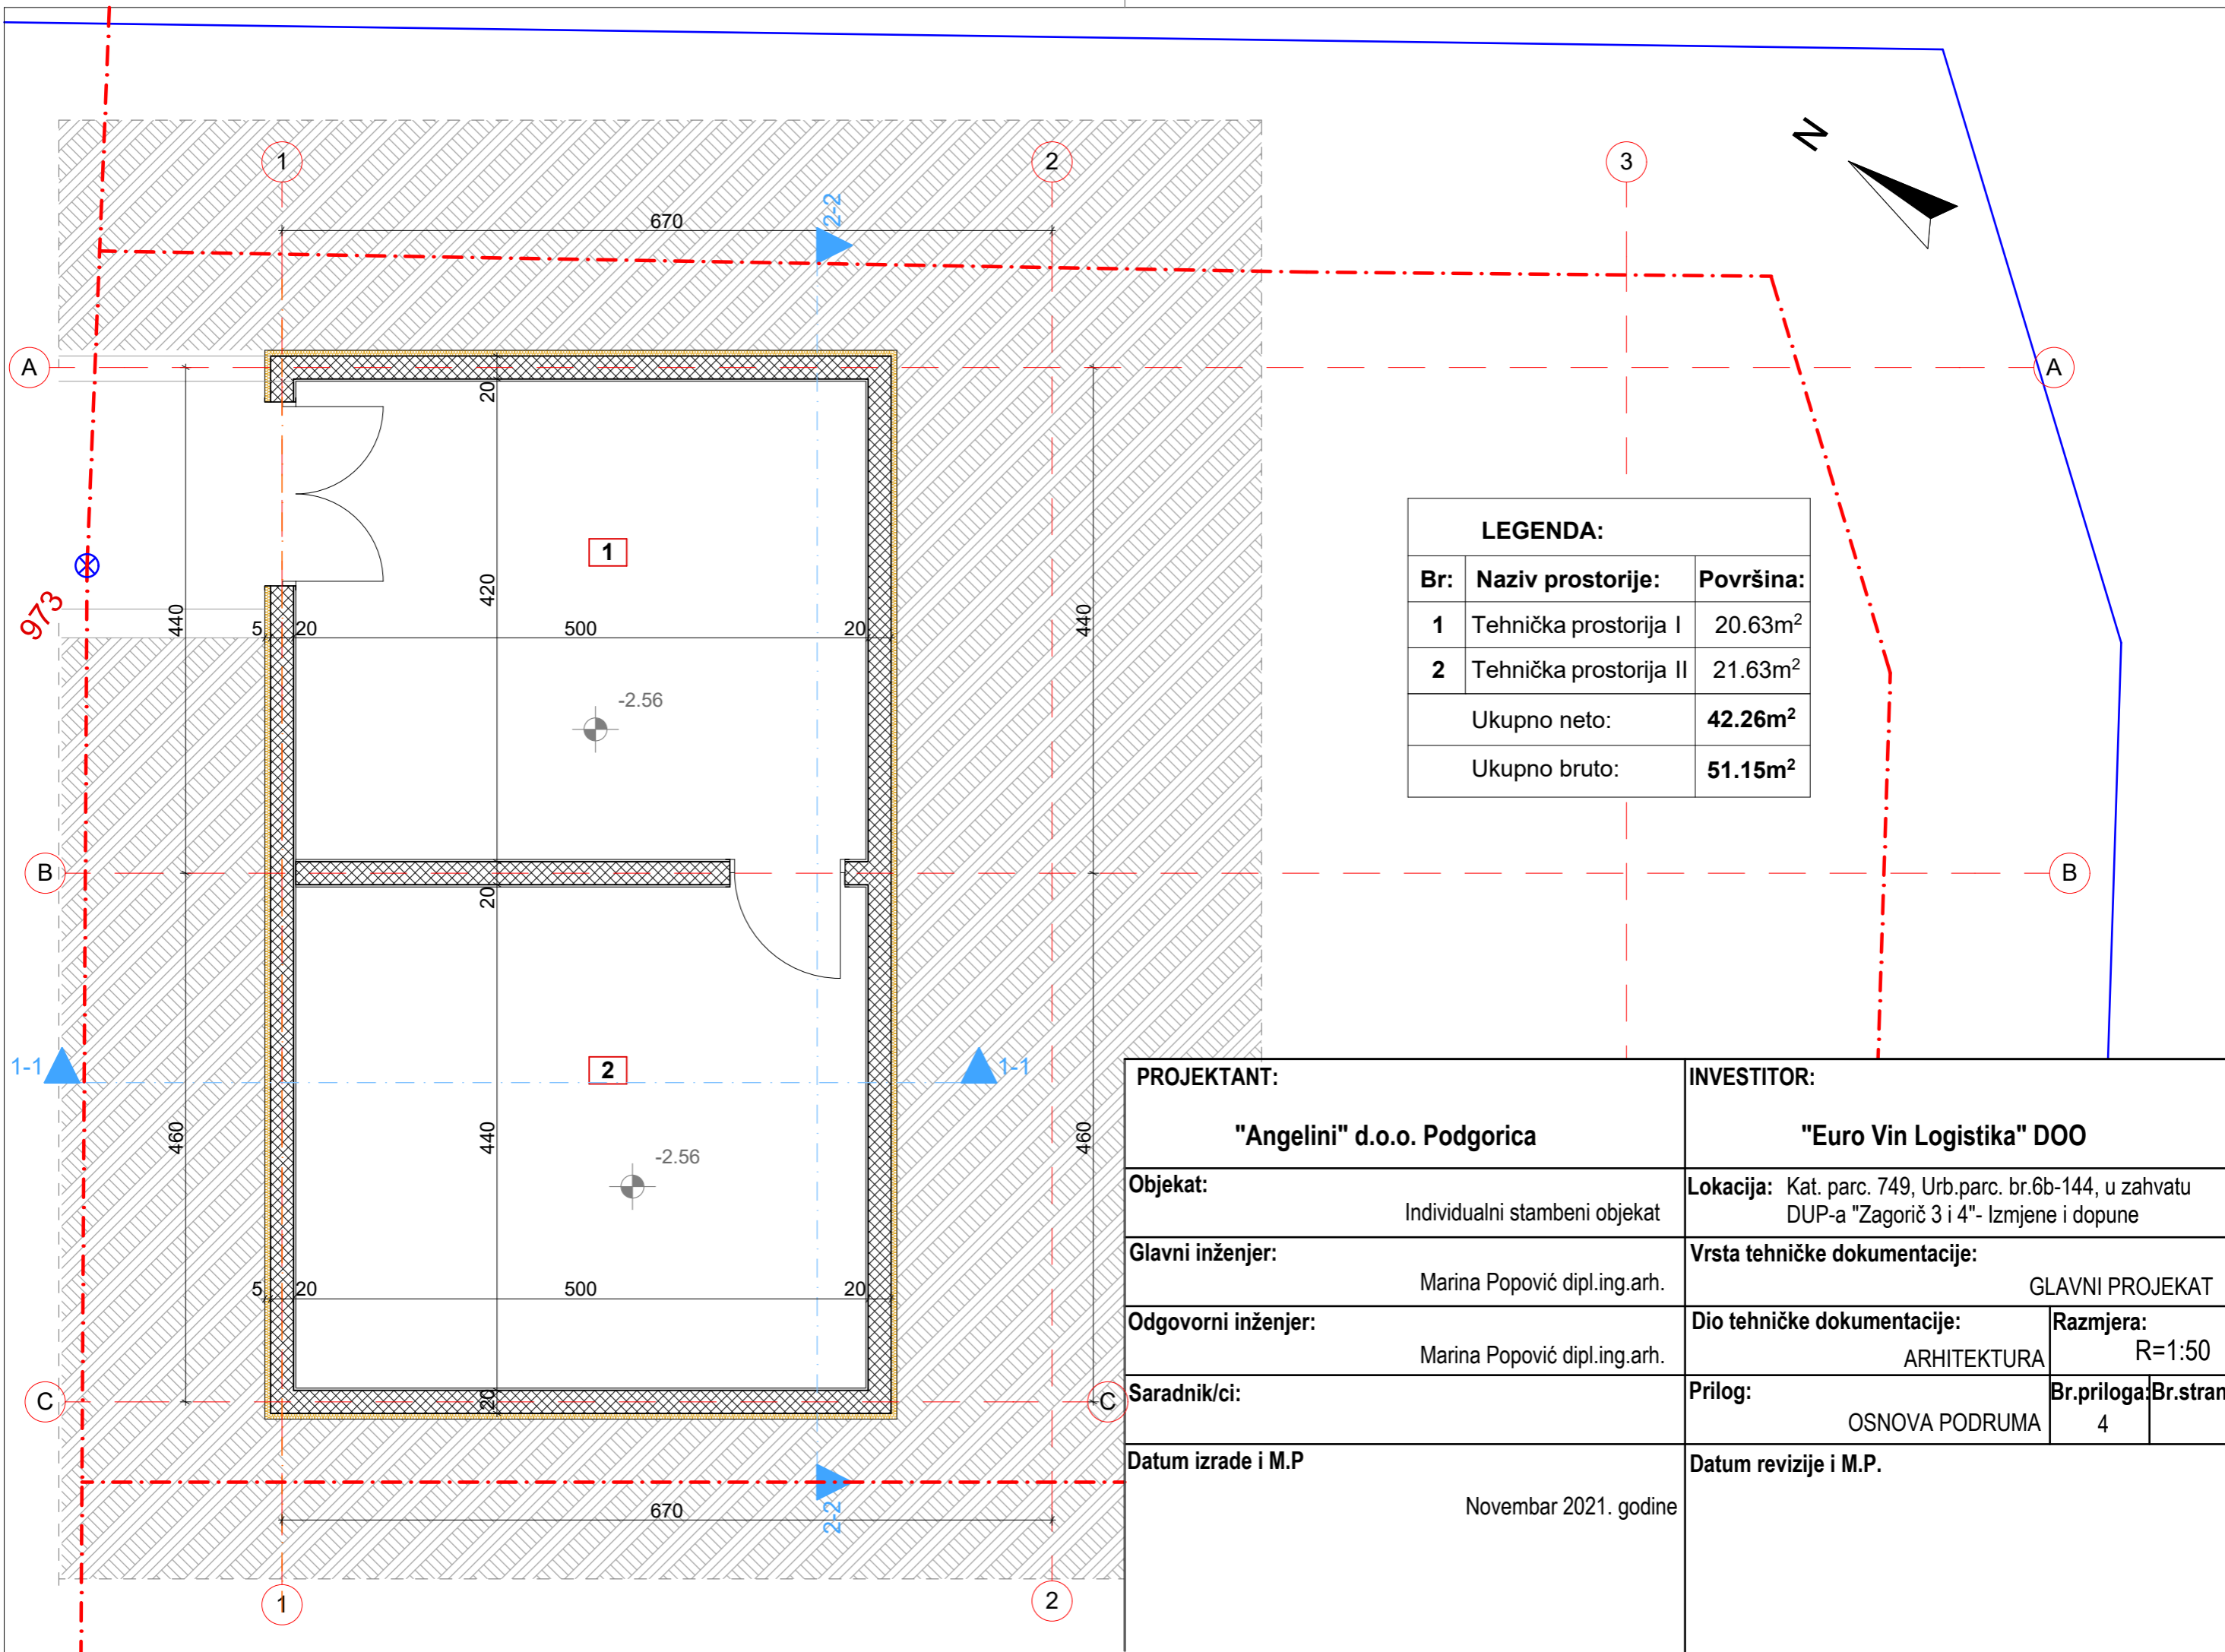 N
1
2
3
670
2-2
A
A
20
1
420
440
440
973
5
20
500
20
-2.56
LEGENDA:
Br: Naziv prostorije: Površina:
1 Tehnička prostorija I 20.63m²
2 Tehnička prostorija II 21.63m²
Ukupno neto: 42.26m²
Ukupno bruto: 51.15m²
B
B
20
1-1
1-1
2
460
440
460
-2.56
5
20
500
20
C
C
20
2-2
670
1
2
PROJEKTANT:
"Angelini" d.o.o. Podgorica
INVESTITOR:
"Euro Vin Logistika" DOO
Objekat:
Individualni stambeni objekat
Lokacija: Kat. parc. 749, Urb.parc. br.6b-144, u zahvatu
DUP-a "Zagorič 3 i 4"- Izmjene i dopune
Glavni inženjer:
Marina Popović dipl.ing.arh.
Vrsta tehničke dokumentacije:
GLAVNI PROJEKAT
Odgovorni inženjer:
Marina Popović dipl.ing.arh.
Dio tehničke dokumentacije:
ARHITEKTURA
Razmjera:
R=1:50
Saradnik/ci:
Prilog:
OSNOVA PODRUMA
Br.priloga:
4
Br.stran
Datum izrade i M.P
Novembar 2021. godine
Datum revizije i M.P.